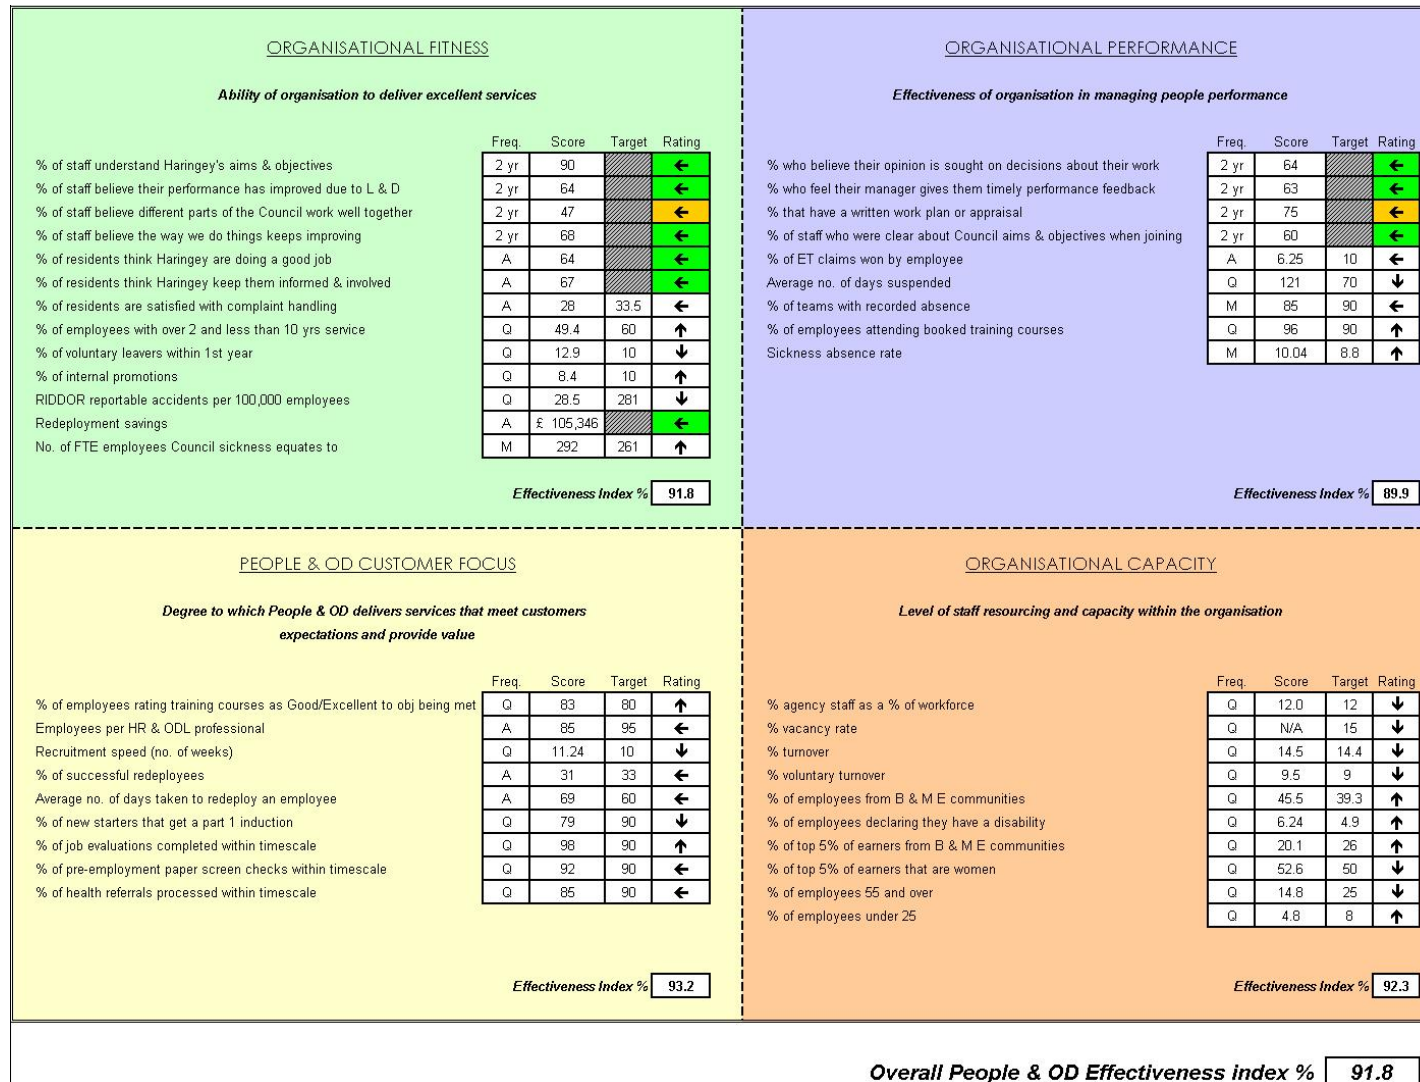 ORGANISATIONAL FITNESS
Ability of organisation to deliver excellent services
Freq. Score Target Rating
% of staff understand Haringey's aims & objectives 2 yr 90 ←
% of staff believe their performance has improved due to L & D 2 yr 64 ←
% of staff believe different parts of the Council work well together 2 yr 47 ←
% of staff believe the way we do things keeps improving 2 yr 68 ←
% of residents think Haringey are doing a good job A 64 ←
% of residents think Haringey keep them informed & involved A 67 ←
% of residents are satisfied with complaint handling A 28 33.5 ←
% of employees with over 2 and less than 10 yrs service Q 49.4 60 ↑
% of voluntary leavers within 1st year Q 12.9 10 ↓
% of internal promotions Q 8.4 10 ↑
RIDDOR reportable accidents per 100,000 employees Q 28.5 281 ↓
Redeployment savings A £ 105,346 ←
No. of FTE employees Council sickness equates to M 292 261 ↑
Effectiveness Index % 91.8
ORGANISATIONAL PERFORMANCE
Effectiveness of organisation in managing people performance
Freq. Score Target Rating
% who believe their opinion is sought on decisions about their work 2 yr 64 ←
% who feel their manager gives them timely performance feedback 2 yr 63 ←
% that have a written work plan or appraisal 2 yr 75 ←
% of staff who were clear about Council aims & objectives when joining 2 yr 60 ←
% of ET claims won by employee A 6.25 10 ←
Average no. of days suspended Q 121 70 ↓
% of teams with recorded absence M 85 90 ←
% of employees attending booked training courses Q 96 90 ↑
Sickness absence rate M 10.04 8.8 ↑
Effectiveness Index % 89.9
PEOPLE & OD CUSTOMER FOCUS
Degree to which People & OD delivers services that meet customers
expectations and provide value
Freq. Score Target Rating
% of employees rating training courses as Good/Excellent to obj being met Q 83 80 ↑
Employees per HR & ODL professional A 85 95 ←
Recruitment speed (no. of weeks) Q 11.24 10 ↓
% of successful redeployees A 31 33 ←
Average no. of days taken to redeploy an employee A 69 60 ←
% of new starters that get a part 1 induction Q 79 90 ↓
% of job evaluations completed within timescale Q 98 90 ↑
% of pre-employment paper screen checks within timescale Q 92 90 ←
% of health referrals processed within timescale Q 85 90 ←
Effectiveness Index % 93.2
ORGANISATIONAL CAPACITY
Level of staff resourcing and capacity within the organisation
Freq. Score Target Rating
% agency staff as a % of workforce Q 12.0 12 ↓
% vacancy rate Q N/A 15 ↓
% turnover Q 14.5 14.4 ↓
% voluntary turnover Q 9.5 9 ↓
% of employees from B & M E communities Q 45.5 39.3 ↑
% of employees declaring they have a disability Q 6.24 4.9 ↑
% of top 5% of earners from B & M E communities Q 20.1 26 ↑
% of top 5% of earners that are women Q 52.6 50 ↓
% of employees 55 and over Q 14.8 25 ↓
% of employees under 25 Q 4.8 8 ↑
Effectiveness Index % 92.3
Overall People & OD Effectiveness index % 91.8